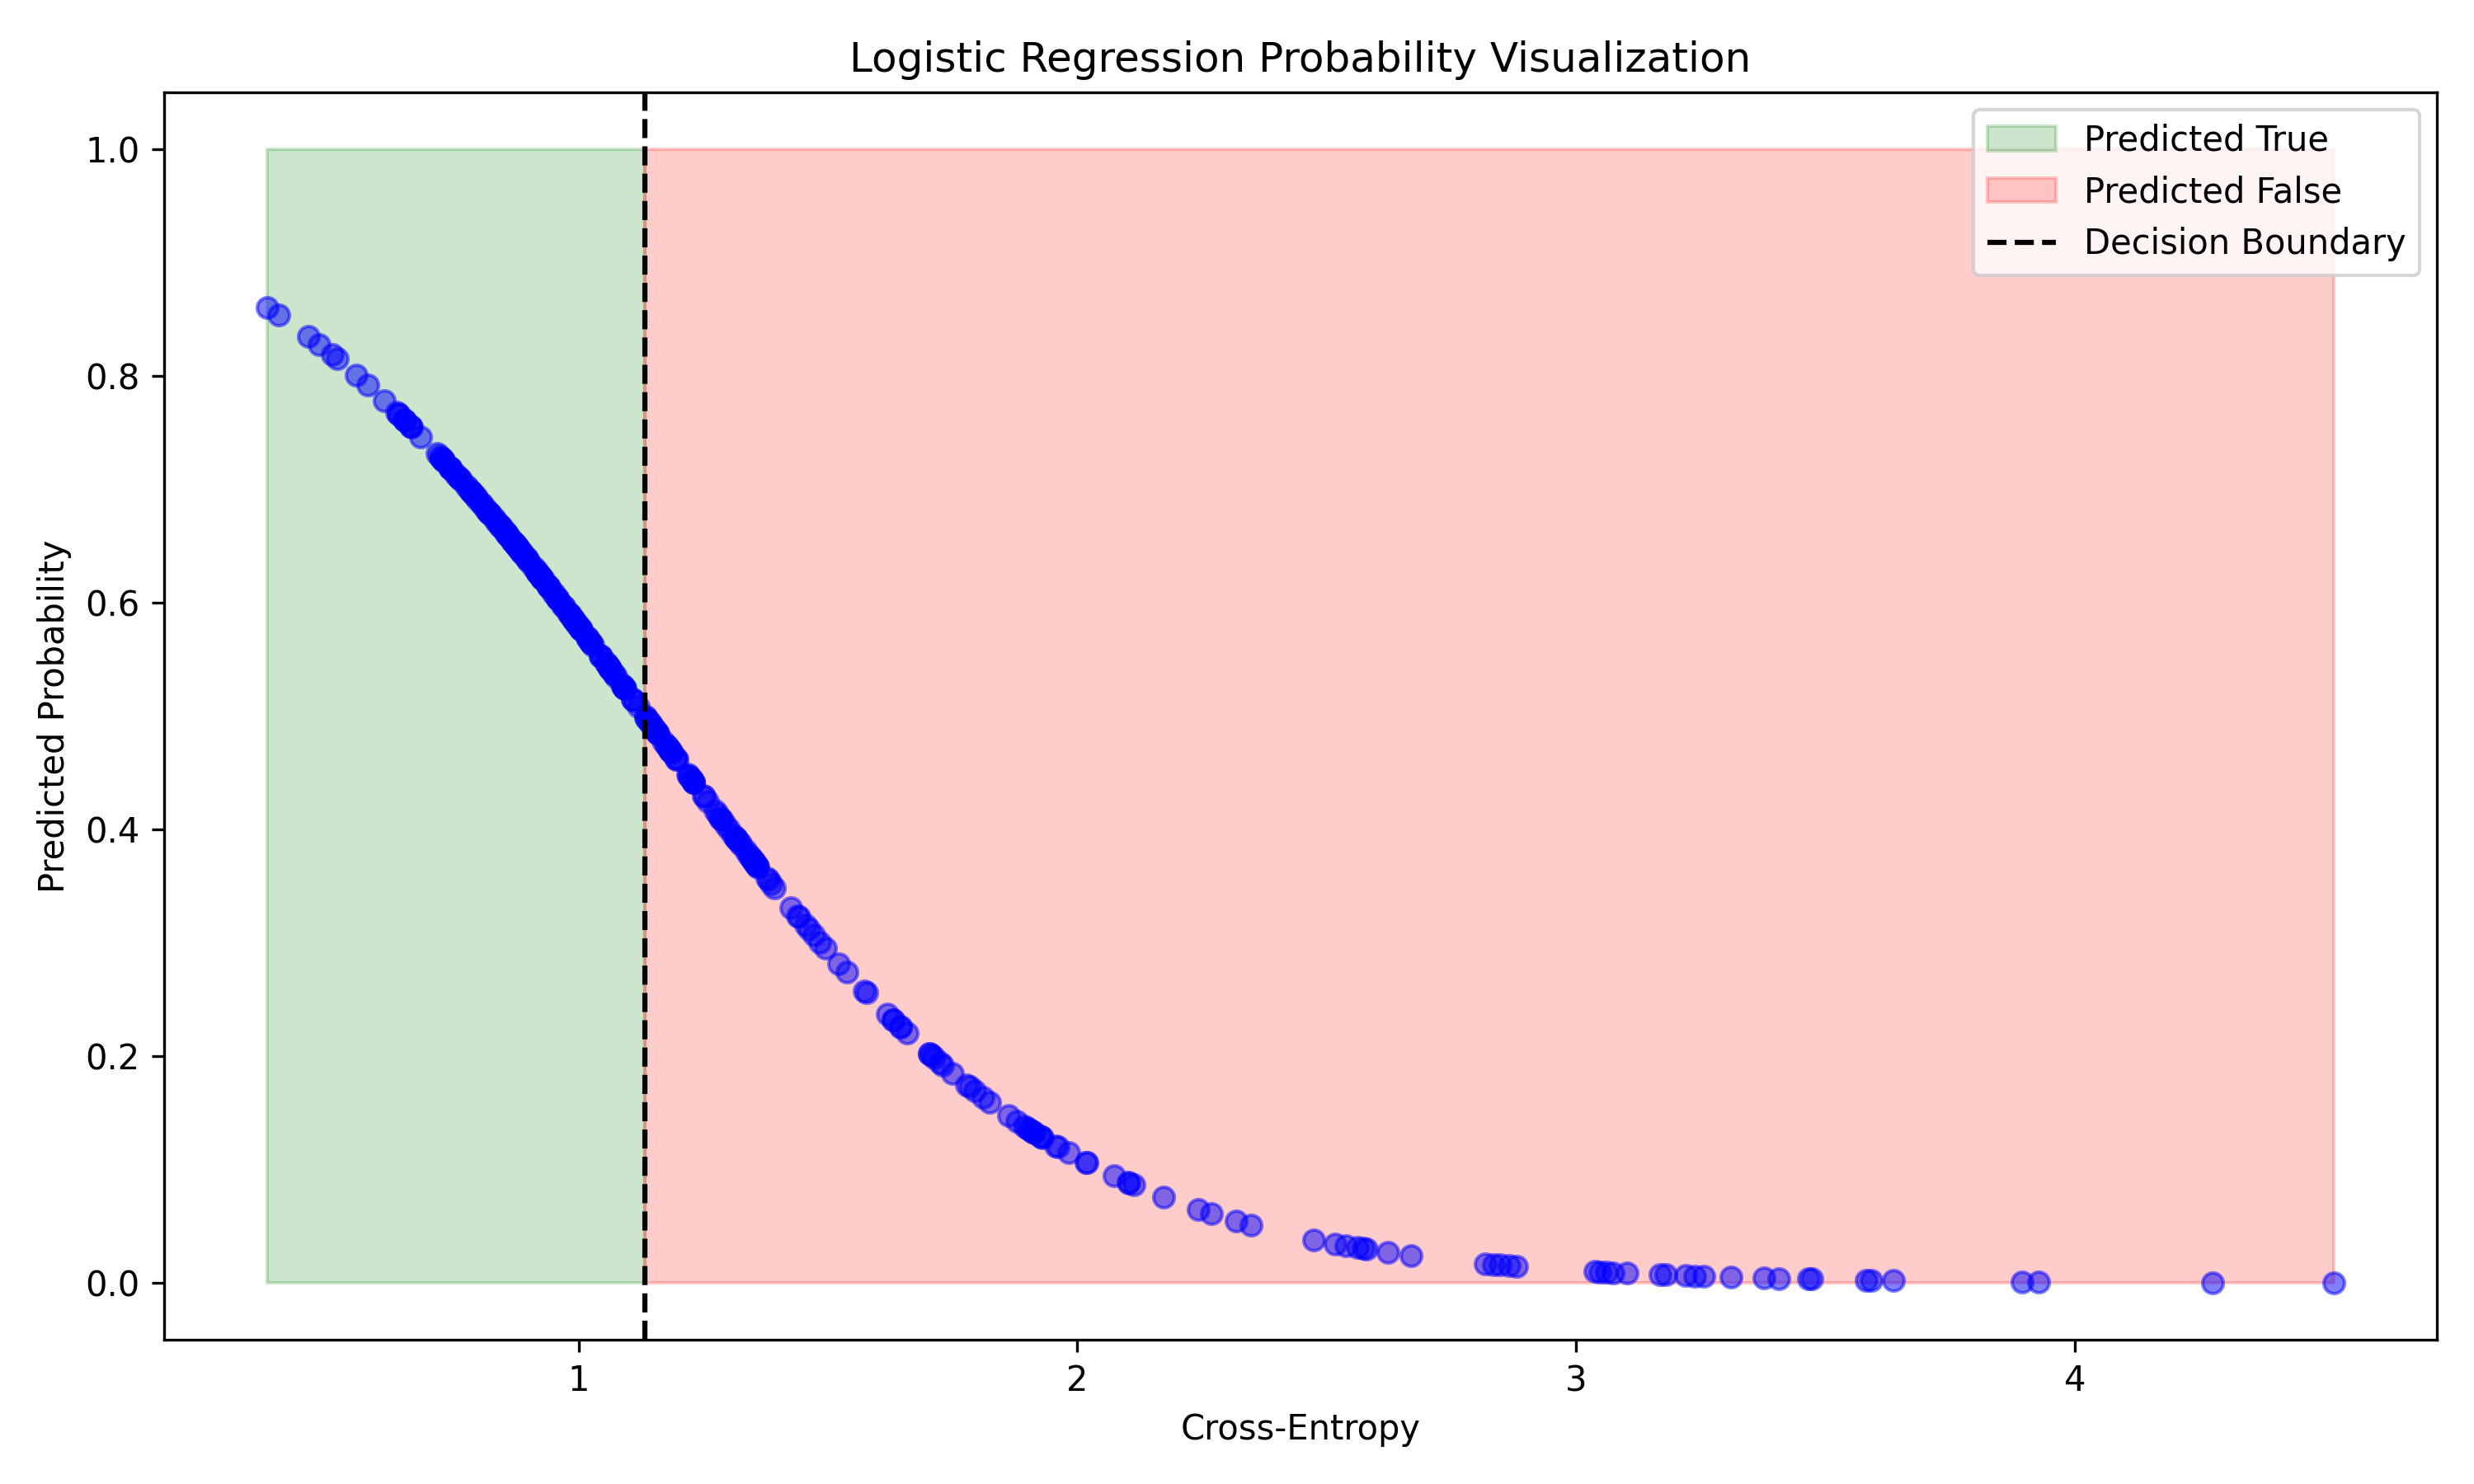 Logistic Regression Probability Visualization
Predicted True
Predicted False
Decision Boundary
Predicted Probability
1.0
0.8
0.6
0.4
0.2
0.0
1 2 3 4
Cross-Entropy